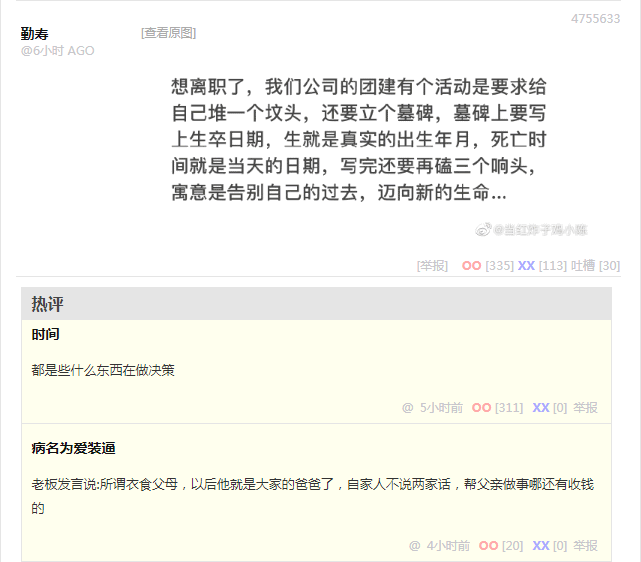 4755633
勤寿
[查看原图]
@6小时 AGO
想离职了，我们公司的团建有个活动是要求给
自己堆一个坟头，还要立个墓碑，墓碑上要写
上生卒日期，生就是真实的出生年月，死亡时
间就是当天的日期，写完还要再磕三个响头，
寓意是告别自己的过去，迈向新的生命...
@当红炸子鸡小陈
[举报] OO [335] XX [113] 吐槽 [30]
热评
时间
都是些什么东西在做决策
@ 5小时前 OO [311] XX [0] 举报
病名为爱装逼
老板发言说:所谓衣食父母，以后他就是大家的爸爸了，自家人不说两家话，帮父亲做事哪还有收钱
的
@ 4小时前 OO [20] XX [0] 举报